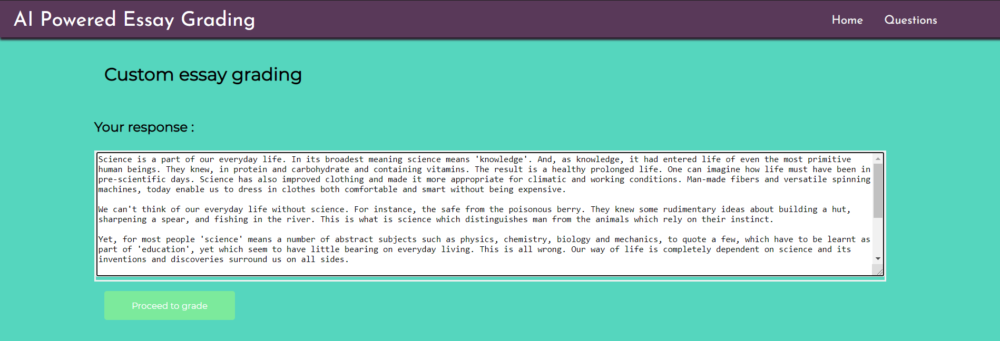 AI Powered Essay Grading
Home Questions
Custom essay grading
Your response :
Science is a part of our everyday life. In its broadest meaning science means 'knowledge'. And, as knowledge, it had entered life of even the most primitive
human beings. They knew, in protein and carbohydrate and containing vitamins. The result is a healthy prolonged life. One can imagine how life must have been in
pre-scientific days. Science has also improved clothing and made it more appropriate for climatic and working conditions. Man-made fibers and versatile spinning
machines, today enable us to dress in clothes both comfortable and smart without being expensive.
We can't think of our everyday life without science. For instance, the safe from the poisonous berry. They knew some rudimentary ideas about building a hut,
sharpening a spear, and fishing in the river. This is what is science which distinguishes man from the animals which rely on their instinct.
Yet, for most people 'science' means a number of abstract subjects such as physics, chemistry, biology and mechanics, to quote a few, which have to be learnt as
part of 'education', yet which seem to have little bearing on everyday living. This is all wrong. Our way of life is completely dependent on science and its
inventions and discoveries surround us on all sides.
Proceed to grade